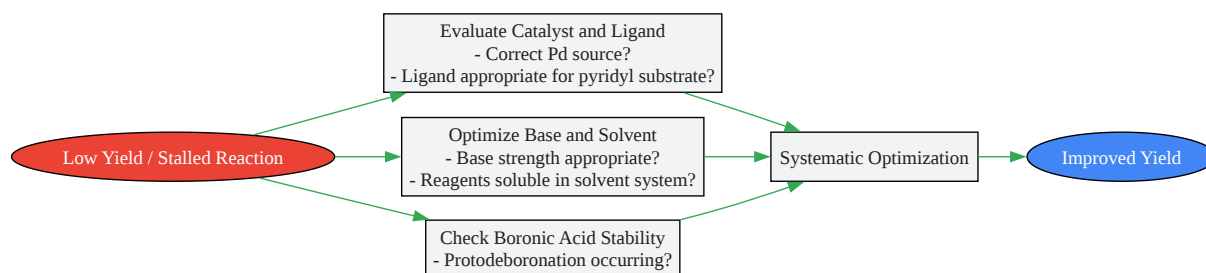 Evaluate Catalyst and Ligand
- Correct Pd source?
- Ligand appropriate for pyridyl substrate?
Low Yield / Stalled Reaction
Optimize Base and Solvent
- Base strength appropriate?
- Reagents soluble in solvent system?
Systematic Optimization
Improved Yield
Check Boronic Acid Stability
- Protodeboronation occurring?